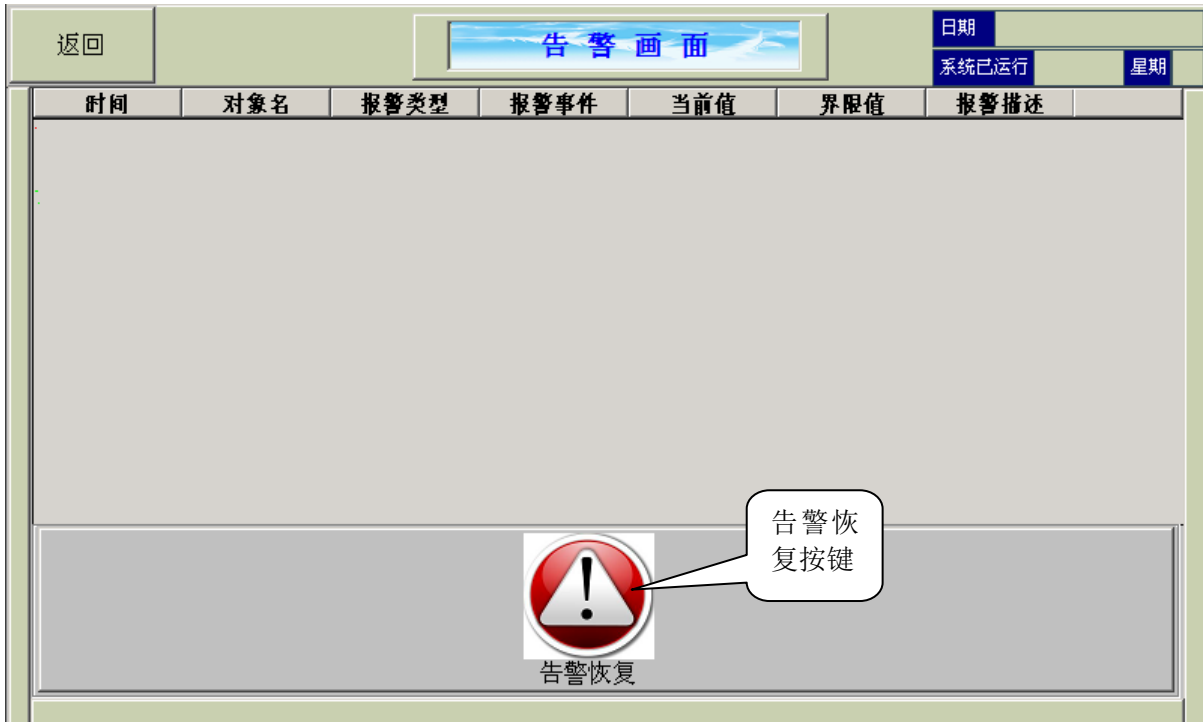 返回
告警画面
日期
系统已运行 星期
时间 对象名 报警类型 报警事件 当前值 界限值 报警描述
告警恢
复按键
告警恢复